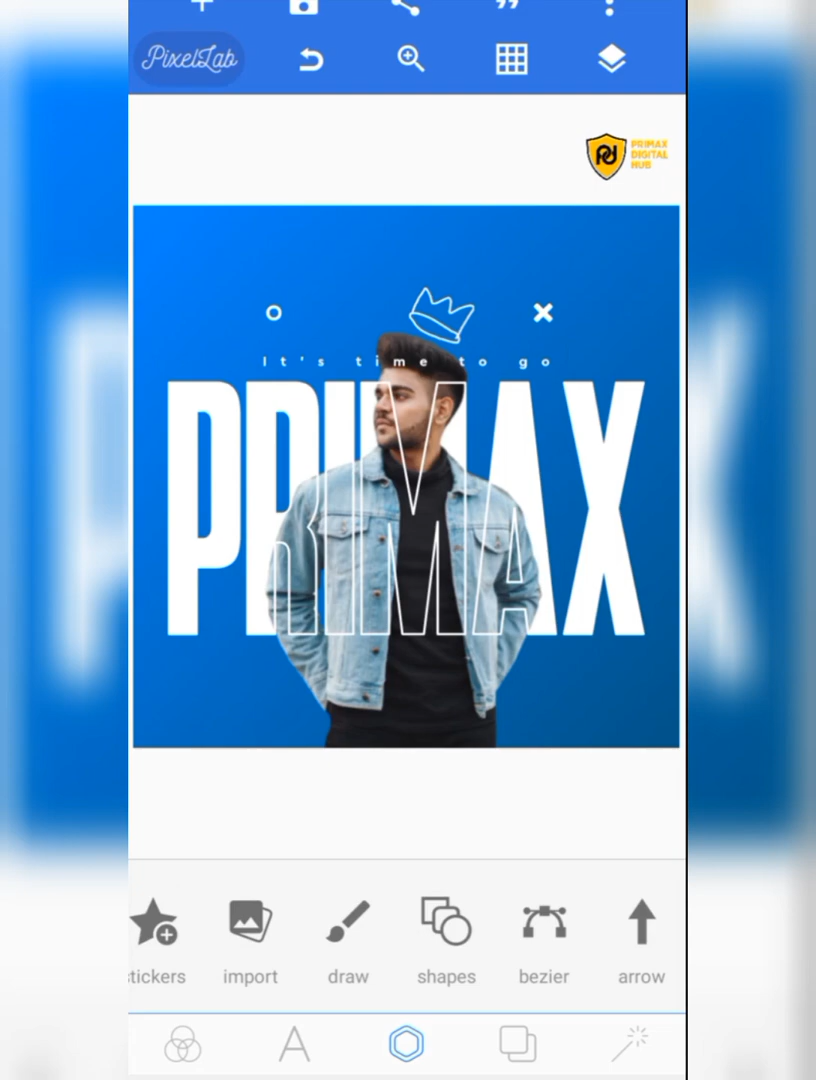 PixelLab
PRIMAX
DIGITAL
HUB
It's time to go
PRIMAX
stickers
import
draw
shapes
bezier
arrow